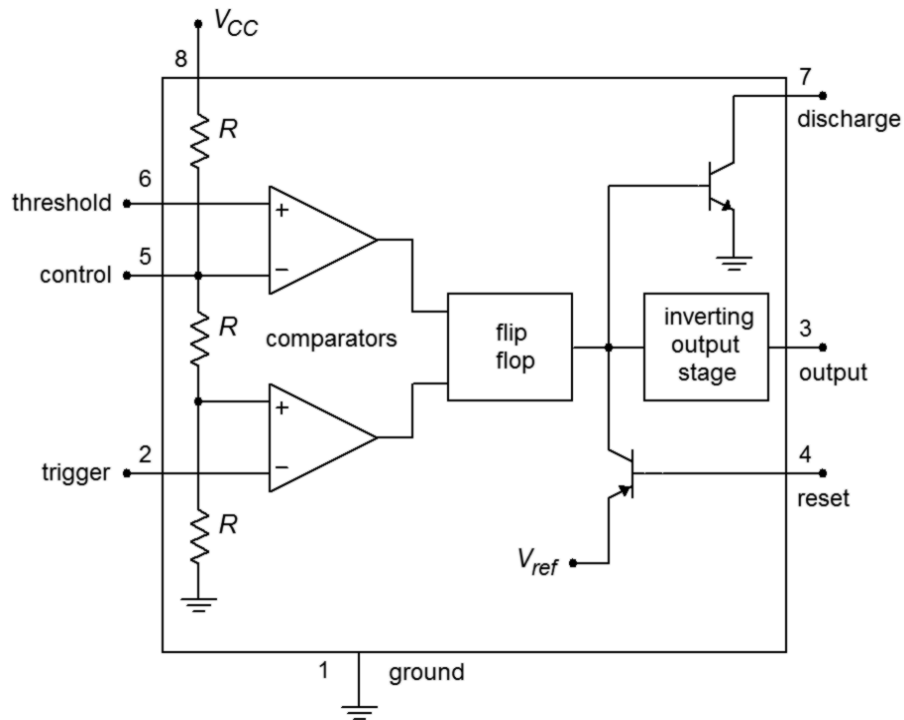 V_CC
8
7
discharge
R
6
threshold
+
5
control
−
R
comparators
flip
flop
inverting
output
stage
3
output
+
2
trigger
−
4
reset
R
V_ref
1
ground